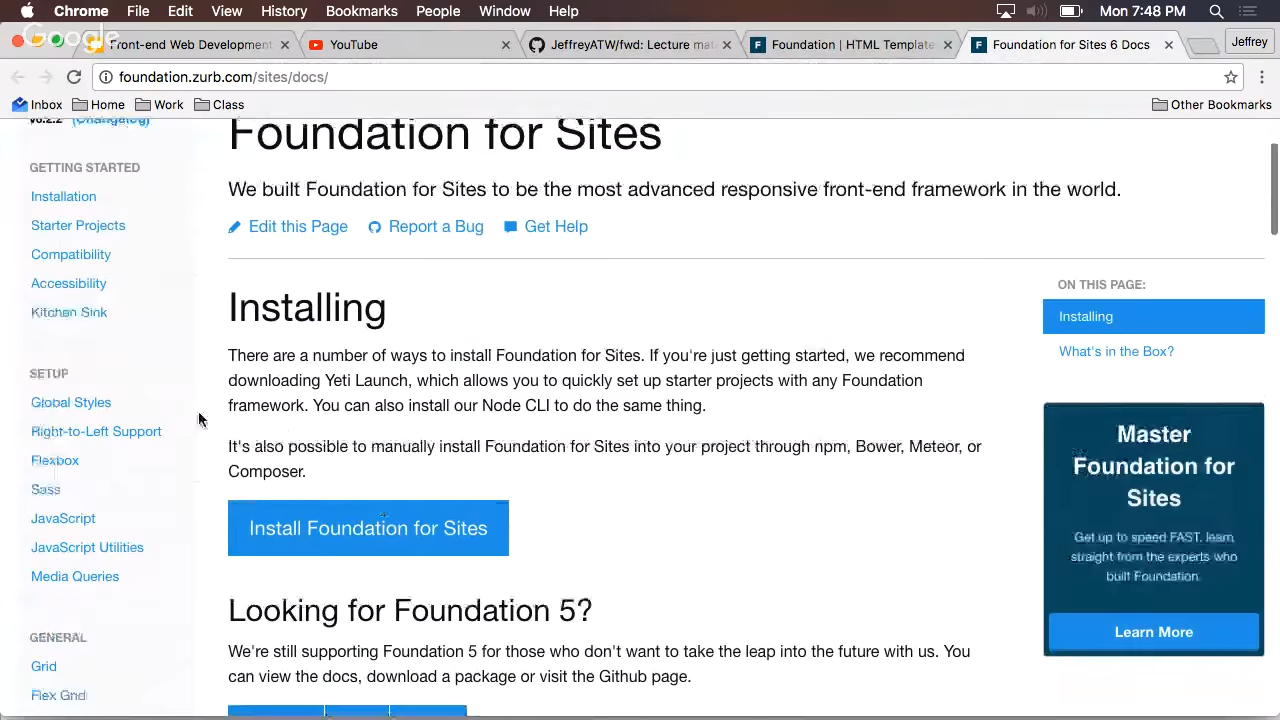 Chrome File Edit View History Bookmarks People Window Help Mon 7:48 PM
Google
Front-end Web Development YouTube JeffreyATW/fwd: Lecture ma Foundation | HTML Template Foundation for Sites 6 Docs Jeffrey
foundation.zurb.com/sites/docs/
Inbox Home Work Class Other Bookmarks
v6.2.2 (Changelog)
GETTING STARTED
Installation
Starter Projects
Compatibility
Accessibility
Kitchen Sink
SETUP
Global Styles
Right-to-Left Support
Flexbox
Sass
JavaScript
JavaScript Utilities
Media Queries
GENERAL
Grid
Flex Grid
Foundation for Sites
We built Foundation for Sites to be the most advanced responsive front-end framework in the world.
Edit this Page Report a Bug Get Help
Installing
There are a number of ways to install Foundation for Sites. If you're just getting started, we recommend
downloading Yeti Launch, which allows you to quickly set up starter projects with any Foundation
framework. You can also install our Node CLI to do the same thing.
It's also possible to manually install Foundation for Sites into your project through npm, Bower, Meteor, or
Composer.
Install Foundation for Sites
Looking for Foundation 5?
We're still supporting Foundation 5 for those who don't want to take the leap into the future with us. You
can view the docs, download a package or visit the Github page.
ON THIS PAGE:
Installing
What's in the Box?
Master
Foundation for
Sites
Get up to speed FAST. learn
straight from the experts who
built Foundation.
Learn More